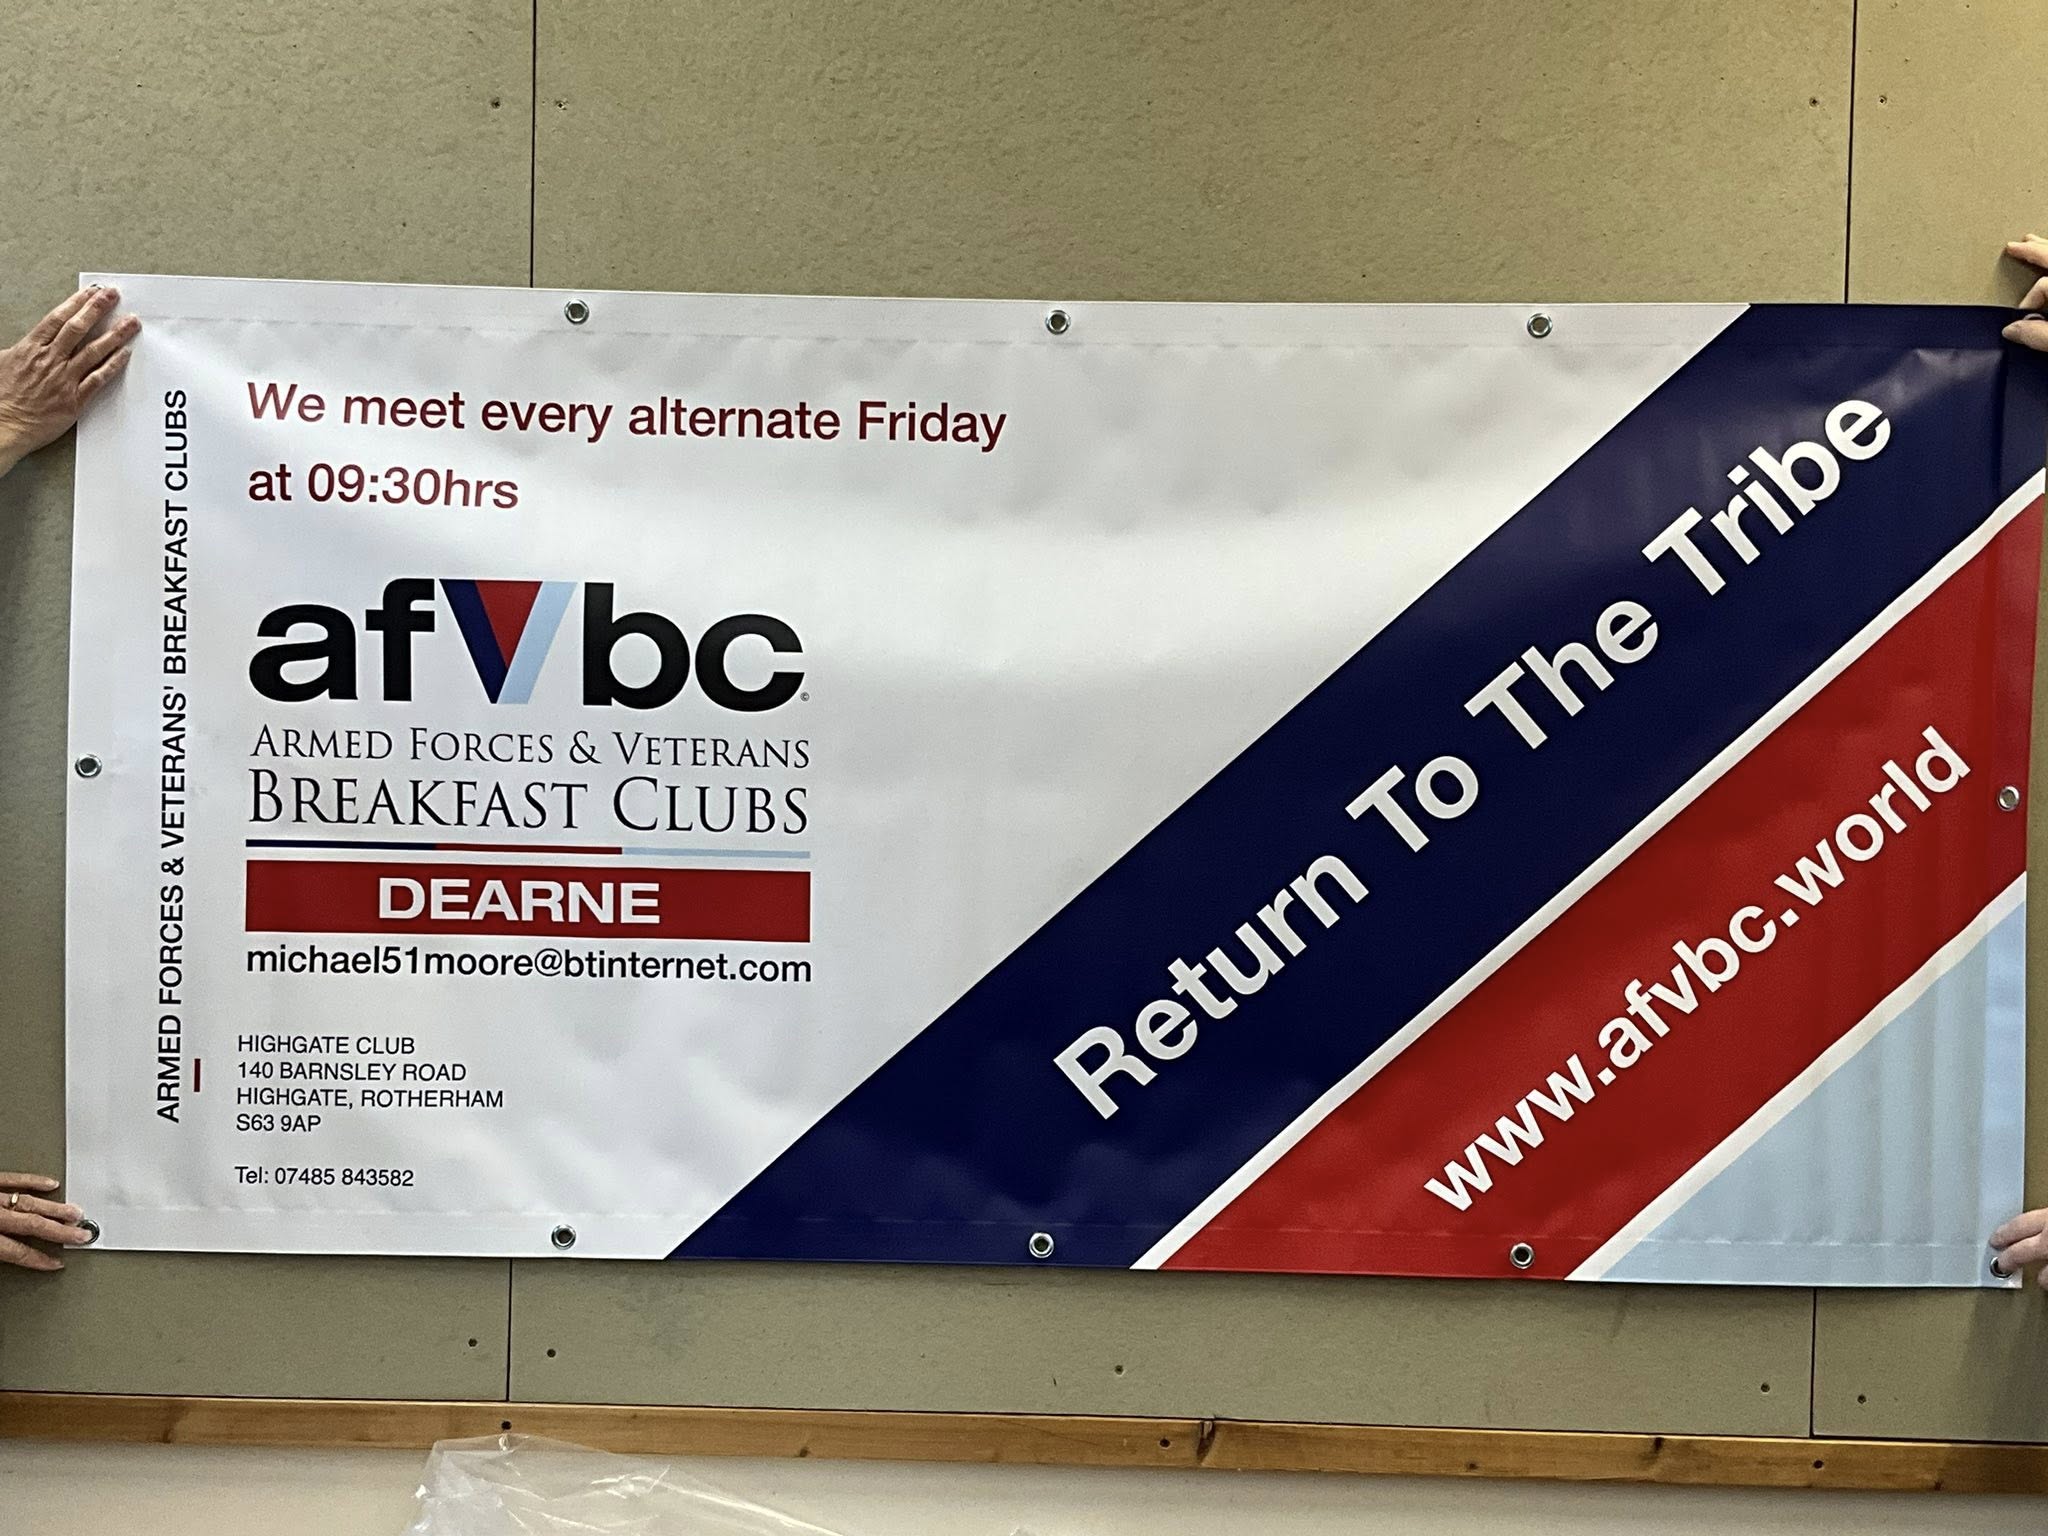 We meet every alternate Friday
at 09:30hrs
ARMED FORCES & VETERANS' BREAKFAST CLUBS
afvbc©
ARMED FORCES & VETERANS
BREAKFAST CLUBS
DEARNE
michael51moore@btinternet.com
HIGHGATE CLUB
140 BARNSLEY ROAD
HIGHGATE, ROTHERHAM
S63 9AP
Tel: 07485 843582
Return To The Tribe
www.afvbc.world